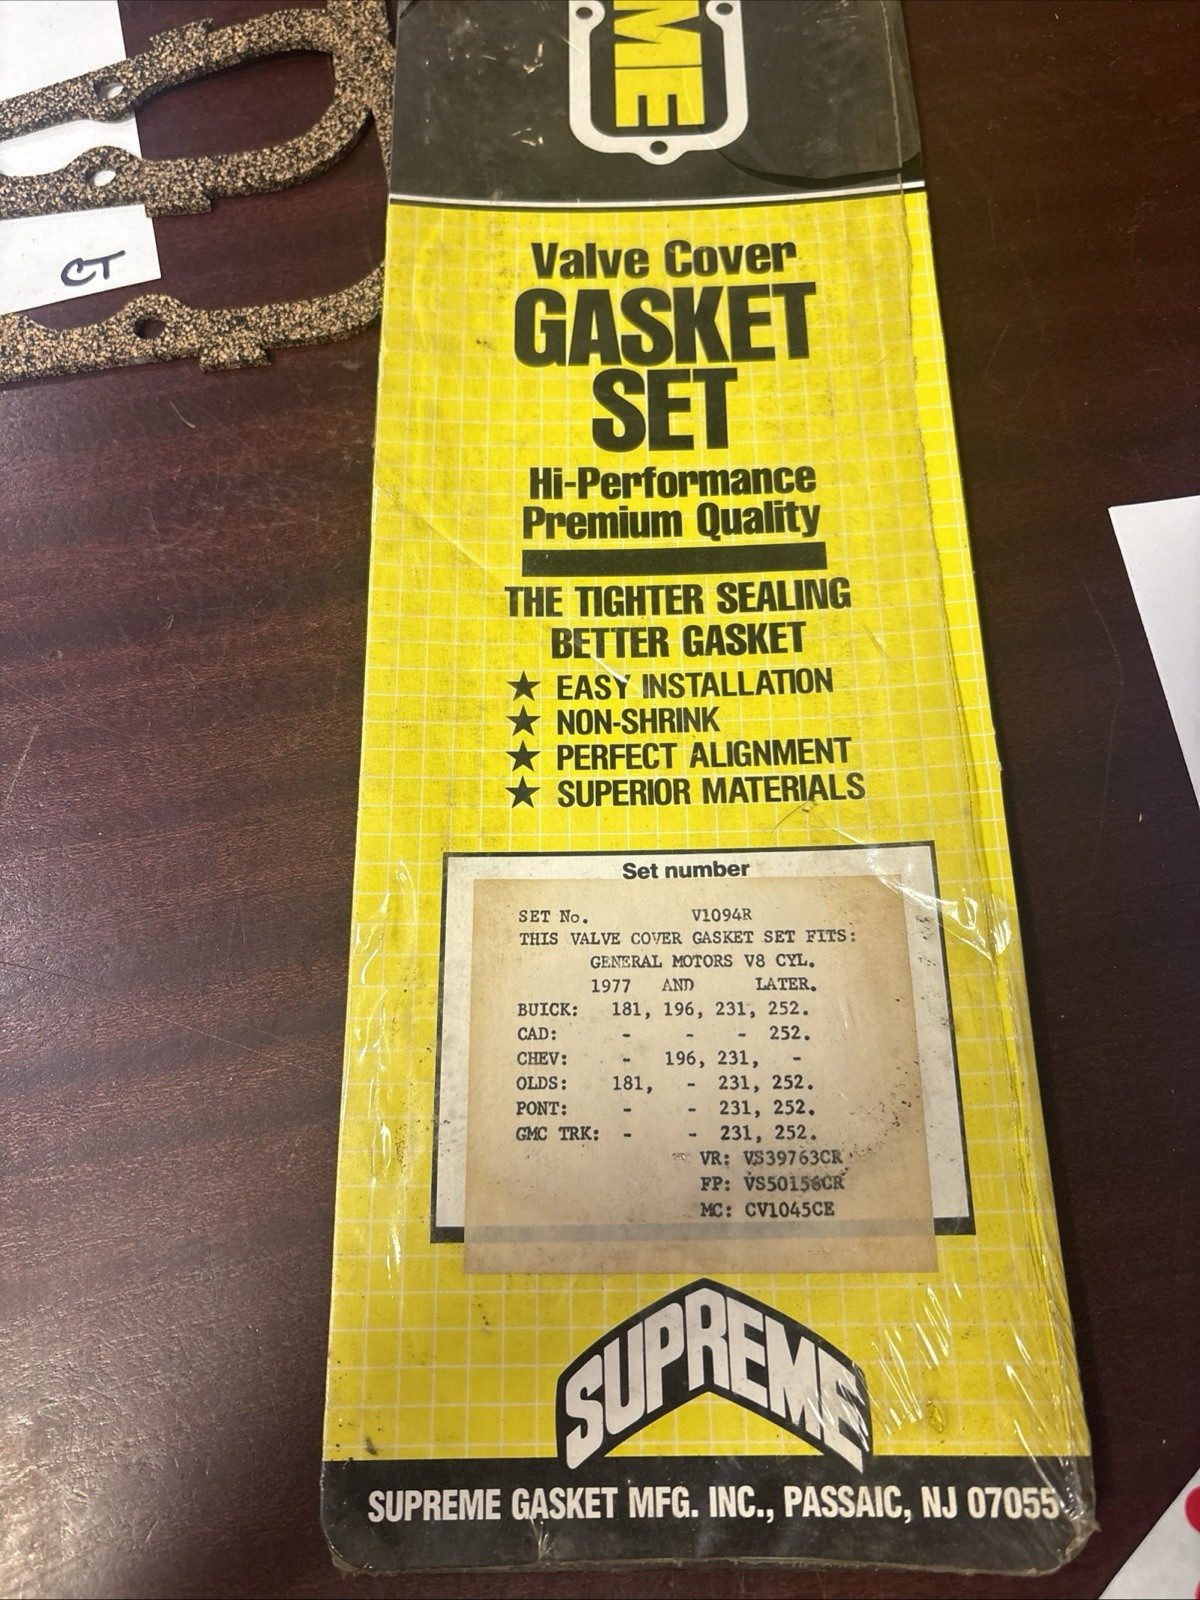 ME
CT
Valve Cover
GASKET
SET
Hi-Performance
Premium Quality
THE TIGHTER SEALING
BETTER GASKET
★ EASY INSTALLATION
★ NON-SHRINK
★ PERFECT ALIGNMENT
★ SUPERIOR MATERIALS
Set number
SET No. V1094R
THIS VALVE COVER GASKET SET FITS:
GENERAL MOTORS V8 CYL.
1977 AND LATER.
BUICK: 181, 196, 231, 252.
CAD: - - - 252.
CHEV: - 196, 231, -
OLDS: 181, - 231, 252.
PONT: - - 231, 252.
GMC TRK: - - 231, 252.
VR: VS39763CR
FP: VS50156CR
MC: CV1045CE
SUPREME
SUPREME GASKET MFG. INC., PASSAIC, NJ 07055